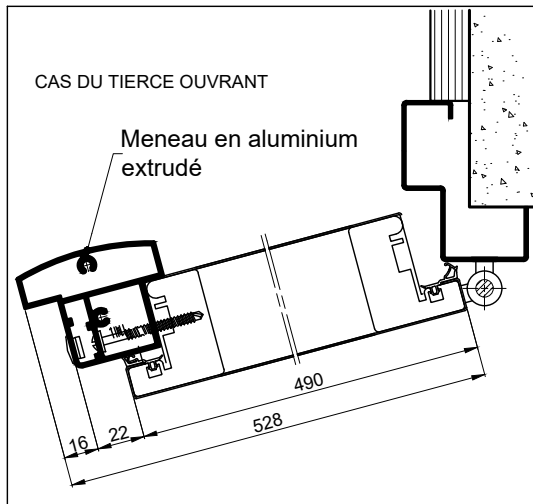 CAS DU TIERCE OUVRANT
Meneau en aluminium
extrudé
490
16
22
528